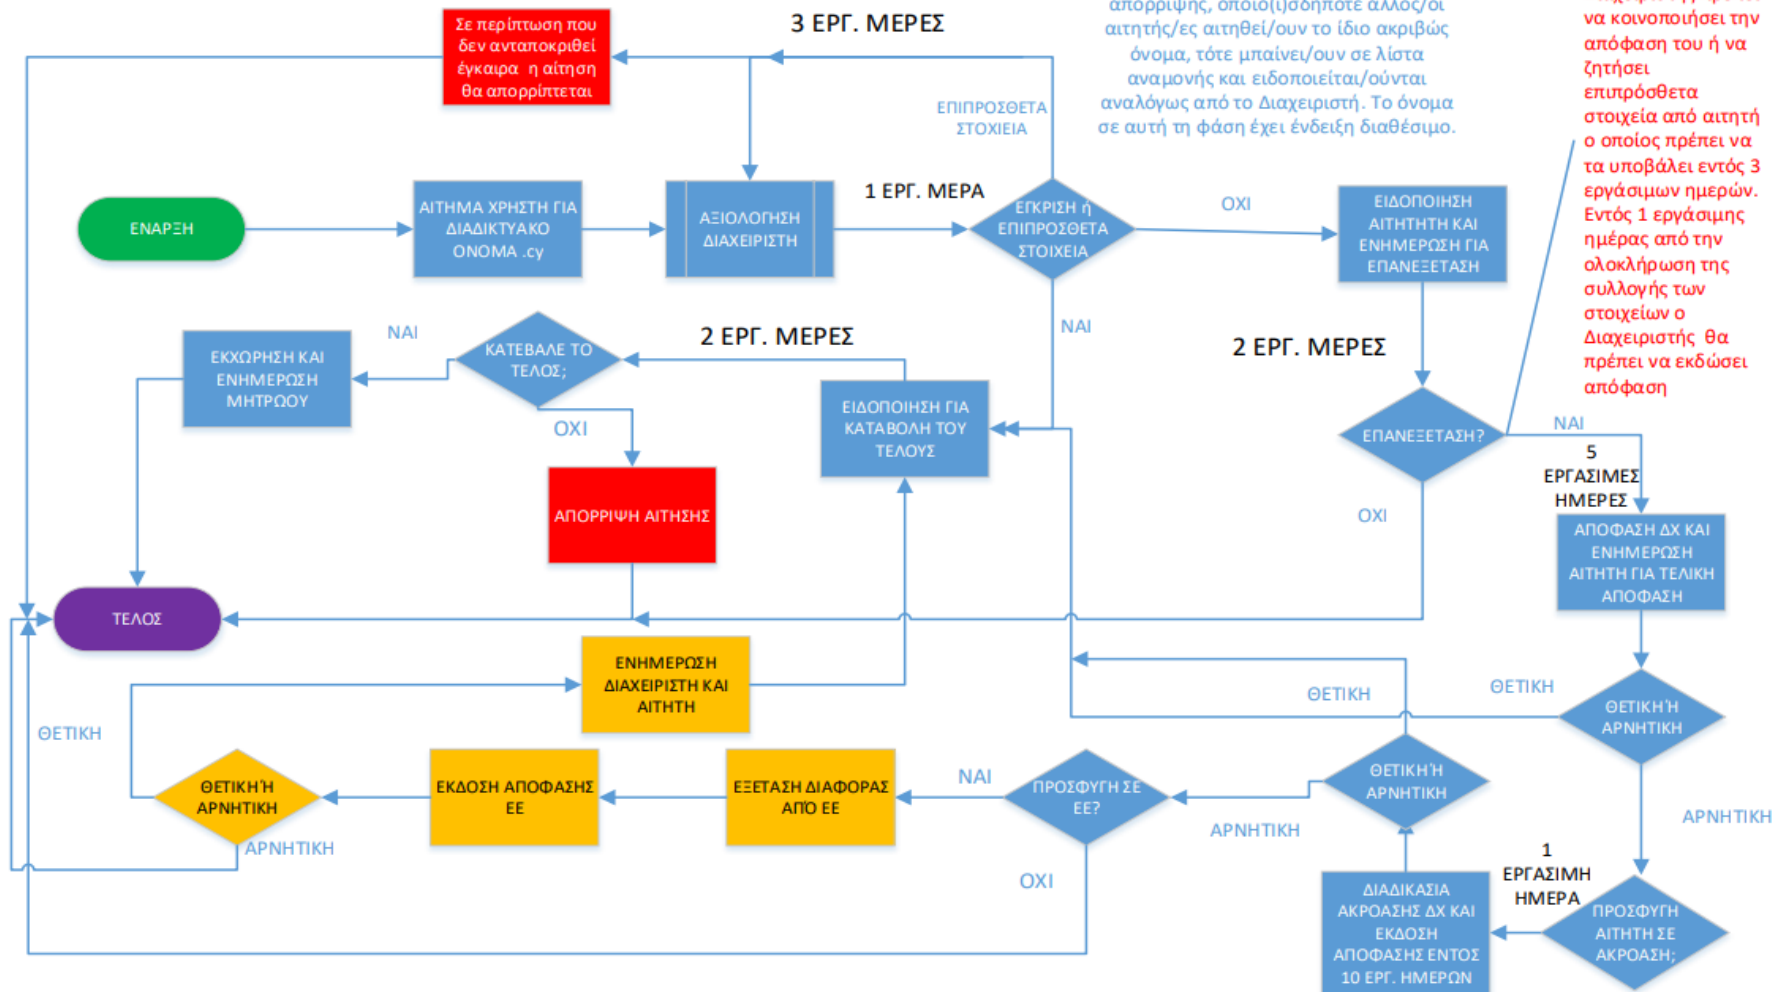 Σε περίπτωση που
δεν ανταποκριθεί
έγκαιρα η αίτηση
θα απορρίπτεται
3 ΕΡΓ. ΜΕΡΕΣ
απόρριψης, οποιο(ι)σδήποτε άλλος/οι
αιτητής/ες αιτηθεί/ουν το ίδιο ακριβώς
όνομα, τότε μπαίνει/ουν σε λίστα
αναμονής και ειδοποιείται/ούνται
αναλόγως από το Διαχειριστή. Το όνομα
σε αυτή τη φάση έχει ένδειξη διαθέσιμο.
να κοινοποιήσει την
απόφαση του ή να
ζητήσει
επιπρόσθετα
στοιχεία από αιτητή
ο οποίος πρέπει να
τα υποβάλει εντός 3
εργάσιμων ημερών.
Εντός 1 εργάσιμης
ημέρας από την
ολοκλήρωση της
συλλογής των
στοιχείων ο
Διαχειριστής θα
πρέπει να εκδώσει
απόφαση
ΕΠΙΠΡΟΣΘΕΤΑ
ΣΤΟΧΙΕΙΑ
ΕΝΑΡΞΗ
ΑΙΤΗΜΑ ΧΡΗΣΤΗ ΓΙΑ
ΔΙΑΔΙΚΤΥΑΚΟ
ΟΝΟΜΑ .cy
ΑΞΙΟΛΟΓΗΣΗ
ΔΙΑΧΕΙΡΙΣΤΗ
1 ΕΡΓ. ΜΕΡΑ
ΕΓΚΡΙΣΗ ή
ΕΠΙΠΡΟΣΘΕΤΑ
ΣΤΟΙΧΕΙΑ
ΟΧΙ
ΕΙΔΟΠΟΙΗΣΗ
ΑΙΤΗΤΗΤΗ ΚΑΙ
ΕΝΗΜΕΡΩΣΗ ΓΙΑ
ΕΠΑΝΕΞΕΤΑΣΗ
ΝΑΙ
ΕΚΧΩΡΗΣΗ ΚΑΙ
ΕΝΗΜΕΡΩΣΗ
ΜΗΤΡΩΟΥ
ΝΑΙ
ΚΑΤΕΒΑΛΕ ΤΟ
ΤΕΛΟΣ;
2 ΕΡΓ. ΜΕΡΕΣ
2 ΕΡΓ. ΜΕΡΕΣ
ΟΧΙ
ΕΙΔΟΠΟΙΗΣΗ ΓΙΑ
ΚΑΤΑΒΟΛΗ ΤΟΥ
ΤΕΛΟΥΣ
ΕΠΑΝΕΞΕΤΑΣΗ?
ΝΑΙ
5
ΕΡΓΑΣΙΜΕΣ
ΗΜΕΡΕΣ
ΑΠΟΡΡΙΨΗ ΑΙΤΗΣΗΣ
ΟΧΙ
ΑΠΟΦΑΣΗ ΔΧ ΚΑΙ
ΕΝΗΜΕΡΩΣΗ
ΑΙΤΗΤΗ ΓΙΑ ΤΕΛΙΚΗ
ΑΠΟΦΑΣΗ
ΤΕΛΟΣ
ΕΝΗΜΕΡΩΣΗ
ΔΙΑΧΕΙΡΙΣΤΗ ΚΑΙ
ΑΙΤΗΤΗ
ΘΕΤΙΚΗ
ΘΕΤΙΚΗ
ΘΕΤΙΚΗ Ή
ΑΡΝΗΤΙΚΗ
ΘΕΤΙΚΗ
ΘΕΤΙΚΗ Ή
ΑΡΝΗΤΙΚΗ
ΕΚΔΟΣΗ ΑΠΟΦΑΣΗΣ
ΕΕ
ΕΞΕΤΑΣΗ ΔΙΑΦΟΡΑΣ
ΑΠΌ ΕΕ
ΝΑΙ
ΠΡΟΣΦΥΓΗ ΣΕ
ΕΕ?
ΘΕΤΙΚΗ Ή
ΑΡΝΗΤΙΚΗ
ΑΡΝΗΤΙΚΗ
ΑΡΝΗΤΙΚΗ
ΑΡΝΗΤΙΚΗ
ΟΧΙ
1
ΕΡΓΑΣΙΜΗ
ΗΜΕΡΑ
ΔΙΑΔΙΚΑΣΙΑ
ΑΚΡΟΑΣΗΣ ΔΧ ΚΑΙ
ΕΚΔΟΣΗ
ΑΠΟΦΑΣΗΣ ΕΝΤΟΣ
10 ΕΡΓ. ΗΜΕΡΩΝ
ΠΡΟΣΦΥΓΗ
ΑΙΤΗΤΗ ΣΕ
ΑΚΡΟΑΣΗ;